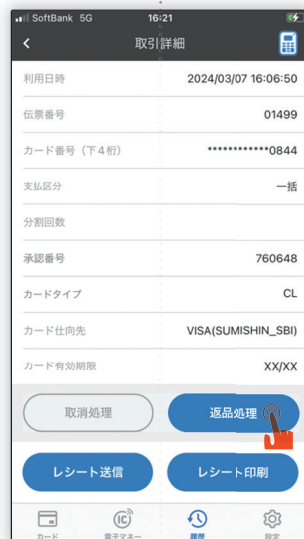 SoftBank 5G 16:21
取引詳細
利用日時 2024/03/07 16:06:50
伝票番号 01499
カード番号（下4桁） ************0844
支払区分 一括
分割回数
承認番号 760648
カードタイプ CL
カード仕向先 VISA(SUMISHIN_SBI)
カード有効期限 XX/XX
取消処理 返品処理
レシート送信 レシート印刷
カード 電子マネー 履歴 設定